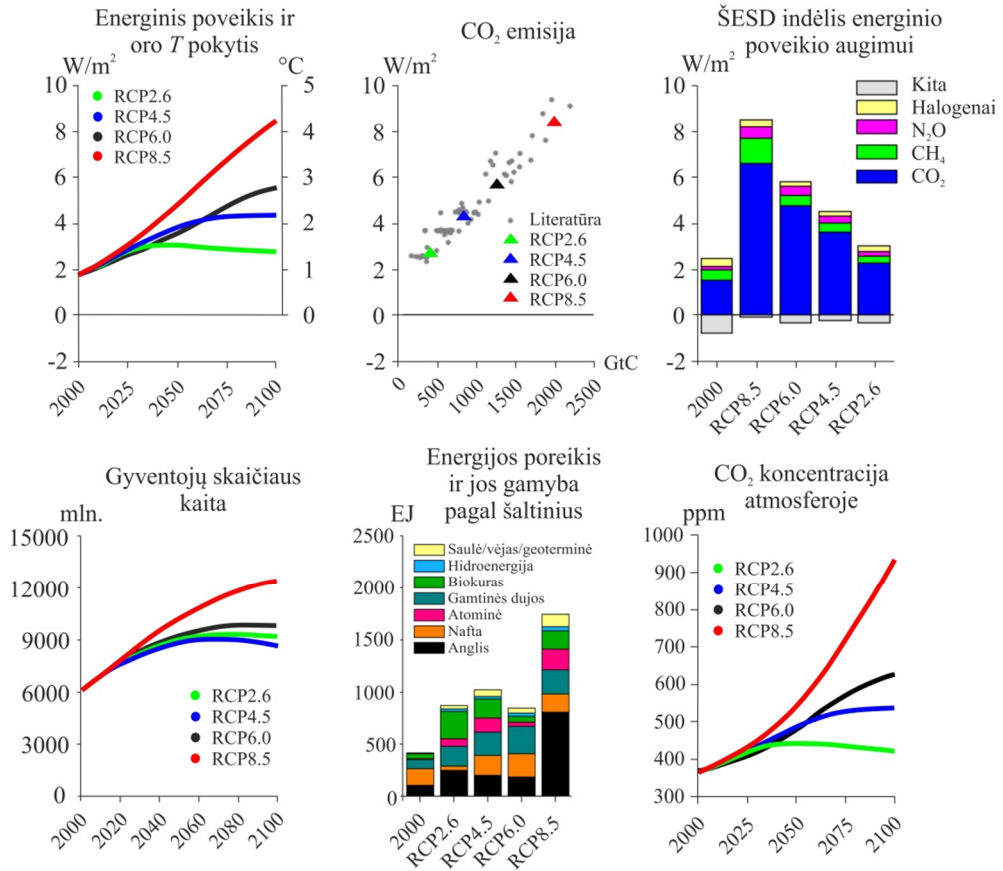 Energinis poveikis ir
oro T pokytis
W/m²
°C
10
8
6
4
2
0
-2
5
4
3
2
1
0
RCP2.6
RCP4.5
RCP6.0
RCP8.5
2000
2025
2050
2075
2100
CO₂ emisija
W/m²
10
8
6
4
2
0
-2
Literatūra
RCP2.6
RCP4.5
RCP6.0
RCP8.5
GtC
0
500
1000
1500
2000
2500
ŠESD indėlis energinio
poveikio augimui
W/m²
10
8
6
4
2
0
-2
Kita
Halogenai
N₂O
CH₄
CO₂
2000
RCP8.5
RCP6.0
RCP4.5
RCP2.6
Gyventojų skaičiaus
kaita
mln.
15000
12000
9000
6000
3000
0
RCP2.6
RCP4.5
RCP6.0
RCP8.5
2000
2020
2040
2060
2080
2100
Energijos poreikis
ir jos gamyba
pagal šaltinius
EJ
2500
2000
1500
1000
500
0
Saulė/vėjas/geoterminė
Hidroenergija
Biokuras
Gamtinės dujos
Atominė
Nafta
Anglis
2000
RCP2.6
RCP4.5
RCP6.0
RCP8.5
CO₂ koncentracija
atmosferoje
ppm
1000
900
800
700
600
500
400
300
RCP2.6
RCP4.5
RCP6.0
RCP8.5
2000
2025
2050
2075
2100